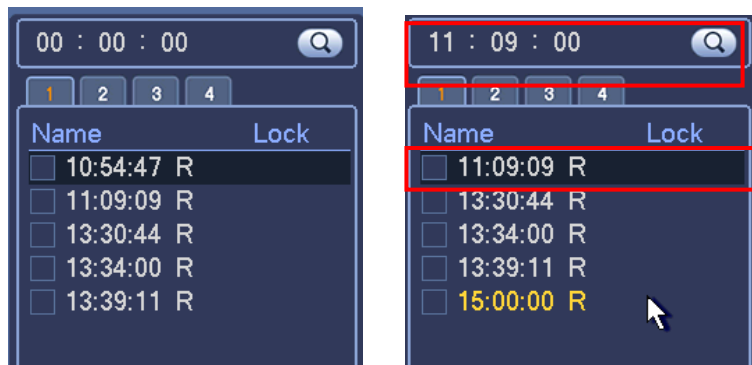 00 : 00 : 00
1 2 3 4
Name Lock
10:54:47 R
11:09:09 R
13:30:44 R
13:34:00 R
13:39:11 R
11 : 09 : 00
1 2 3 4
Name Lock
11:09:09 R
13:30:44 R
13:34:00 R
13:39:11 R
15:00:00 R